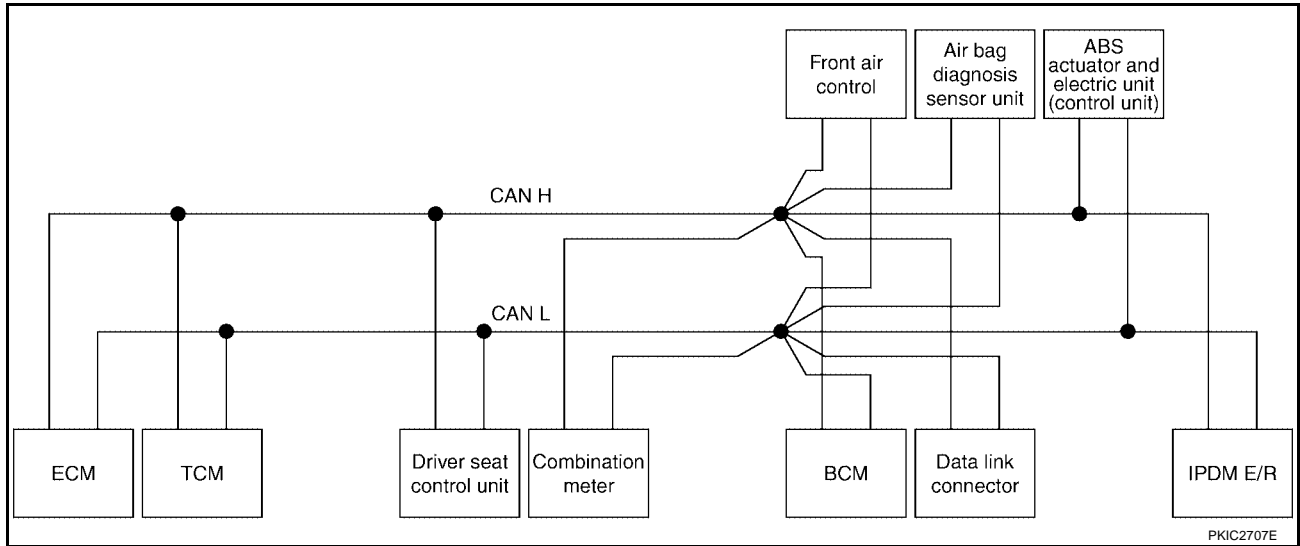 Front air
control
Air bag
diagnosis
sensor unit
ABS
actuator and
electric unit
(control unit)
CAN H
CAN L
ECM
TCM
Driver seat
control unit
Combination
meter
BCM
Data link
connector
IPDM E/R
PKIC2707E